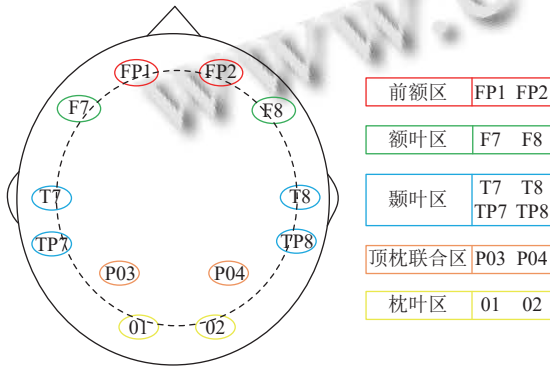 www.
FP1 FP2
F7 F8
T7 T8
TP7 TP8
P03 P04
01 02
前额区 FP1 FP2
额叶区 F7 F8
颞叶区 T7 T8
TP7 TP8
顶枕联合区 P03 P04
枕叶区 01 02